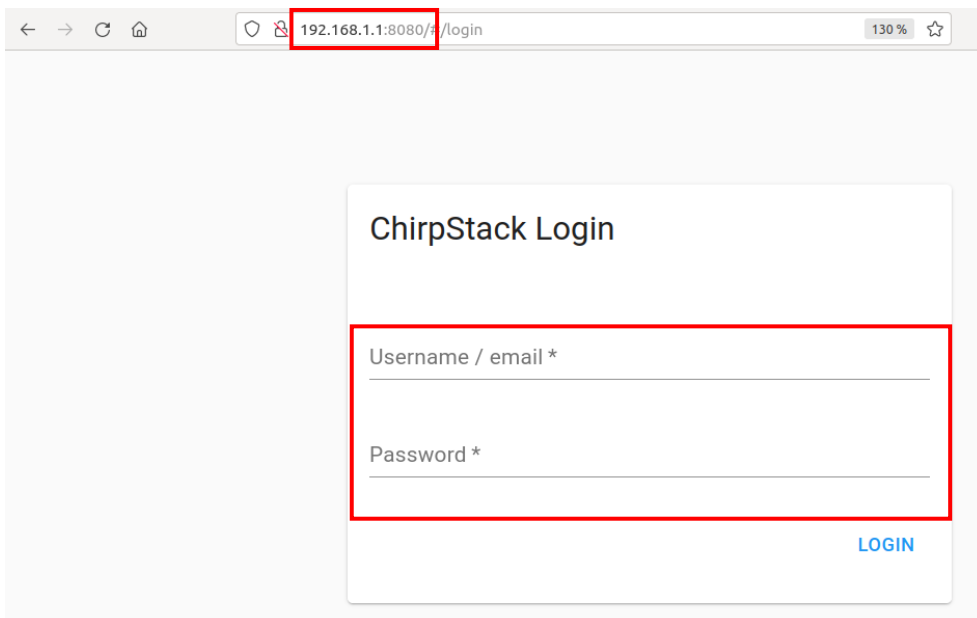 192.168.1.1:8080/#/login
130 %
ChirpStack Login
Username / email *
Password *
LOGIN